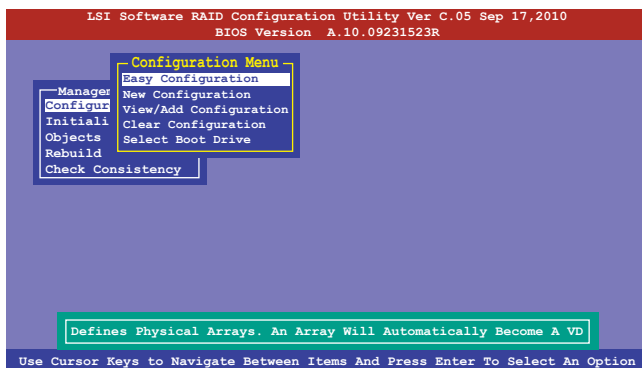 LSI Software RAID Configuration Utility Ver C.05 Sep 17,2010
BIOS Version A.10.09231523R
Configuration Menu
Easy Configuration
New Configuration
View/Add Configuration
Clear Configuration
Select Boot Drive
Managem
Configur
Initiali
Objects
Rebuild
Check Consistency
Defines Physical Arrays. An Array Will Automatically Become A VD
Use Cursor Keys to Navigate Between Items And Press Enter To Select An Option